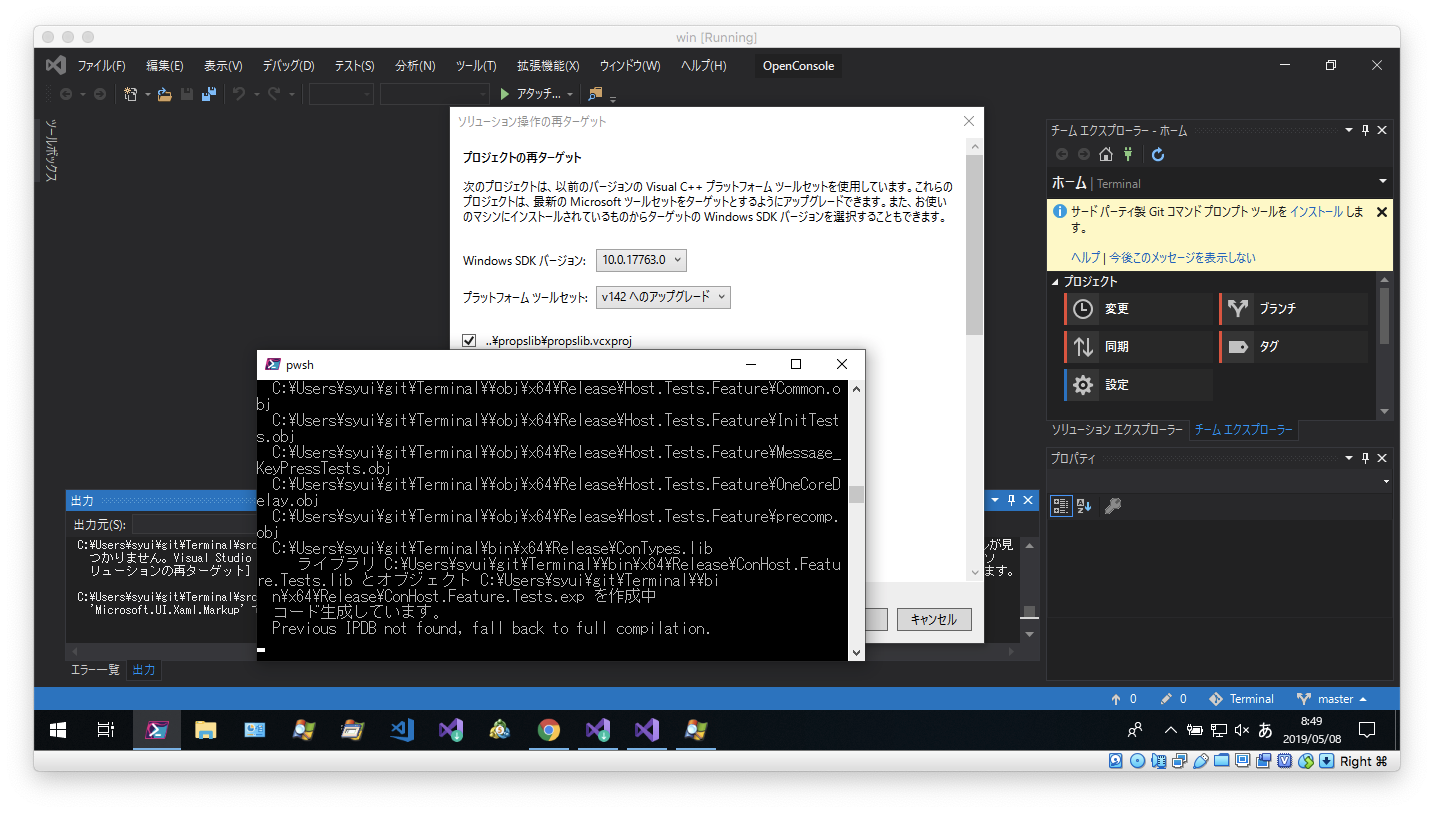 win [Running]
ファイル(F) 編集(E) 表示(V) デバッグ(D) テスト(S) 分析(N) ツール(T) 拡張機能(X) ウィンドウ(W) ヘルプ(H) OpenConsole
アタッチ...
ツールボックス
ソリューション操作の再ターゲット
プロジェクトの再ターゲット
次のプロジェクトは、以前のバージョンの Visual C++ プラットフォーム ツールセットを使用しています。これらの
プロジェクトは、最新の Microsoft ツールセットをターゲットとするようにアップグレードできます。また、お使い
のマシンにインストールされているものからターゲットの Windows SDK バージョンを選択することもできます。
Windows SDK バージョン: 10.0.17763.0
プラットフォーム ツールセット: v142 へのアップグレード
..¥propslib¥propslib.vcxproj
キャンセル
pwsh
C:¥Users¥syui¥git¥Terminal¥¥obj¥x64¥Release¥Host.Tests.Feature¥Common.o
bj
C:¥Users¥syui¥git¥Terminal¥¥obj¥x64¥Release¥Host.Tests.Feature¥InitTest
s.obj
C:¥Users¥syui¥git¥Terminal¥¥obj¥x64¥Release¥Host.Tests.Feature¥Message_
KeyPressTests.obj
C:¥Users¥syui¥git¥Terminal¥¥obj¥x64¥Release¥Host.Tests.Feature¥OneCoreD
elay.obj
C:¥Users¥syui¥git¥Terminal¥¥obj¥x64¥Release¥Host.Tests.Feature¥precomp.
obj
C:¥Users¥syui¥git¥Terminal¥bin¥x64¥Release¥ConTypes.lib
ライブラリ C:¥Users¥syui¥git¥Terminal¥¥bin¥x64¥Release¥ConHost.Featu
re.Tests.lib とオブジェクト C:¥Users¥syui¥git¥Terminal¥¥bi
n¥x64¥Release¥ConHost.Feature.Tests.exp を作成中
コード生成しています。
Previous IPDB not found, fall back to full compilation.
出力
出力元(S):
C:¥Users¥syui¥git¥Terminal¥src
つかりません。Visual Studio
リューションの再ターゲット]
C:¥Users¥syui¥git¥Terminal¥src
'Microsoft.UI.Xaml.Markup'
ルが見
ソ
ます。
エラー一覧 出力
チーム エクスプローラー - ホーム
ホーム | Terminal
サード パーティ製 Git コマンド プロンプト ツールを インストール しま
す。
ヘルプ | 今後このメッセージを表示しない
プロジェクト
変更 ブランチ
同期 タグ
設定
ソリューション エクスプローラー チーム エクスプローラー
プロパティ
0 0 Terminal master
あ 8:49
2019/05/08
Right ⌘